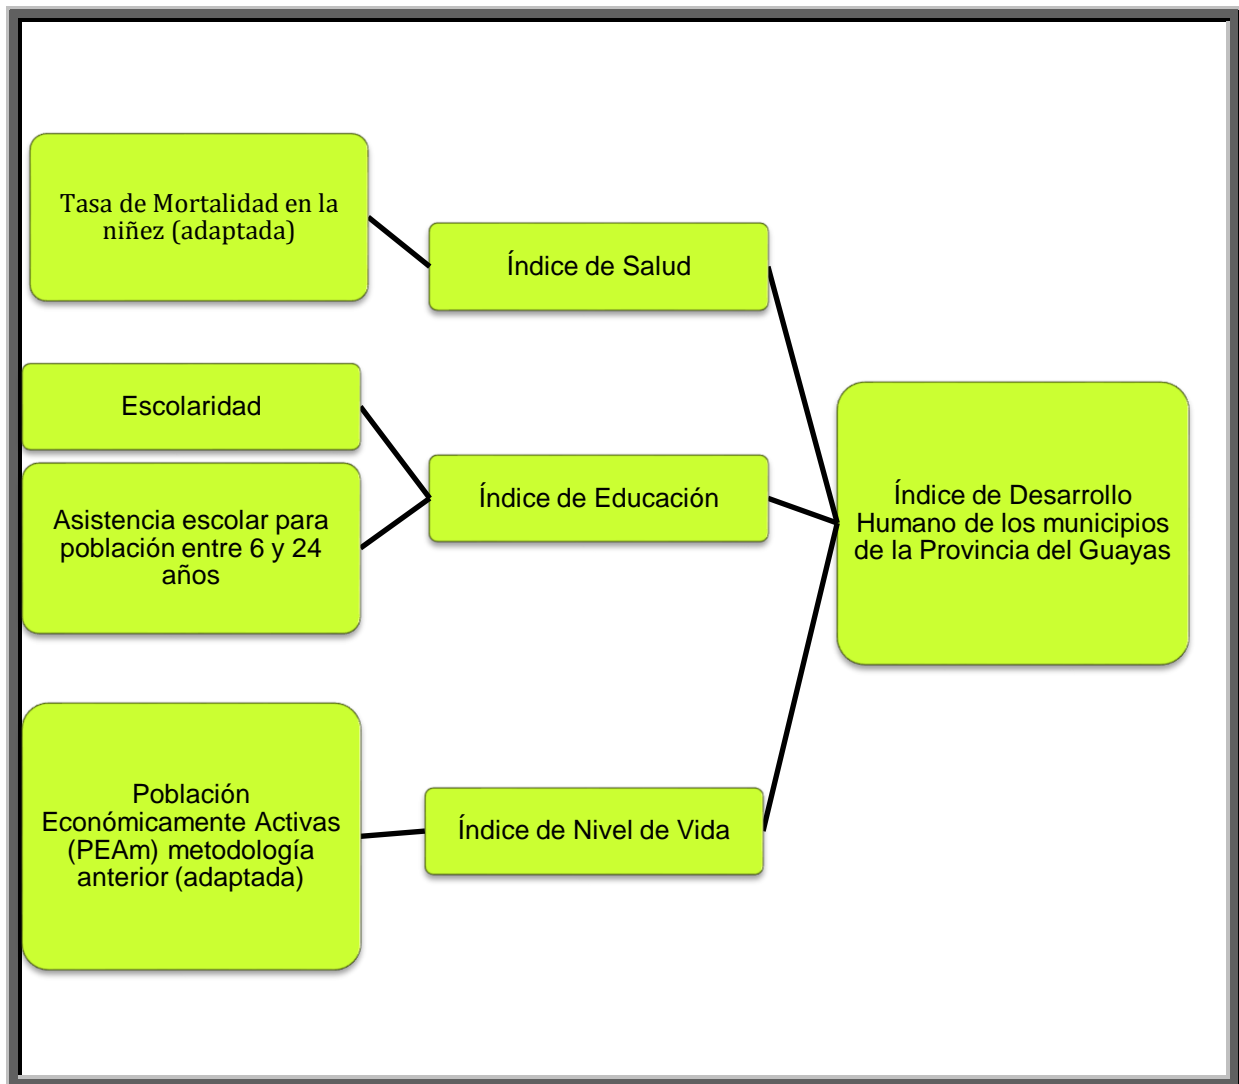 Tasa de Mortalidad en la
niñez (adaptada)
Índice de Salud
Escolaridad
Asistencia escolar para
población entre 6 y 24
años
Índice de Educación
Población
Económicamente Activas
(PEAm) metodología
anterior (adaptada)
Índice de Nivel de Vida
Índice de Desarrollo
Humano de los municipios
de la Provincia del Guayas